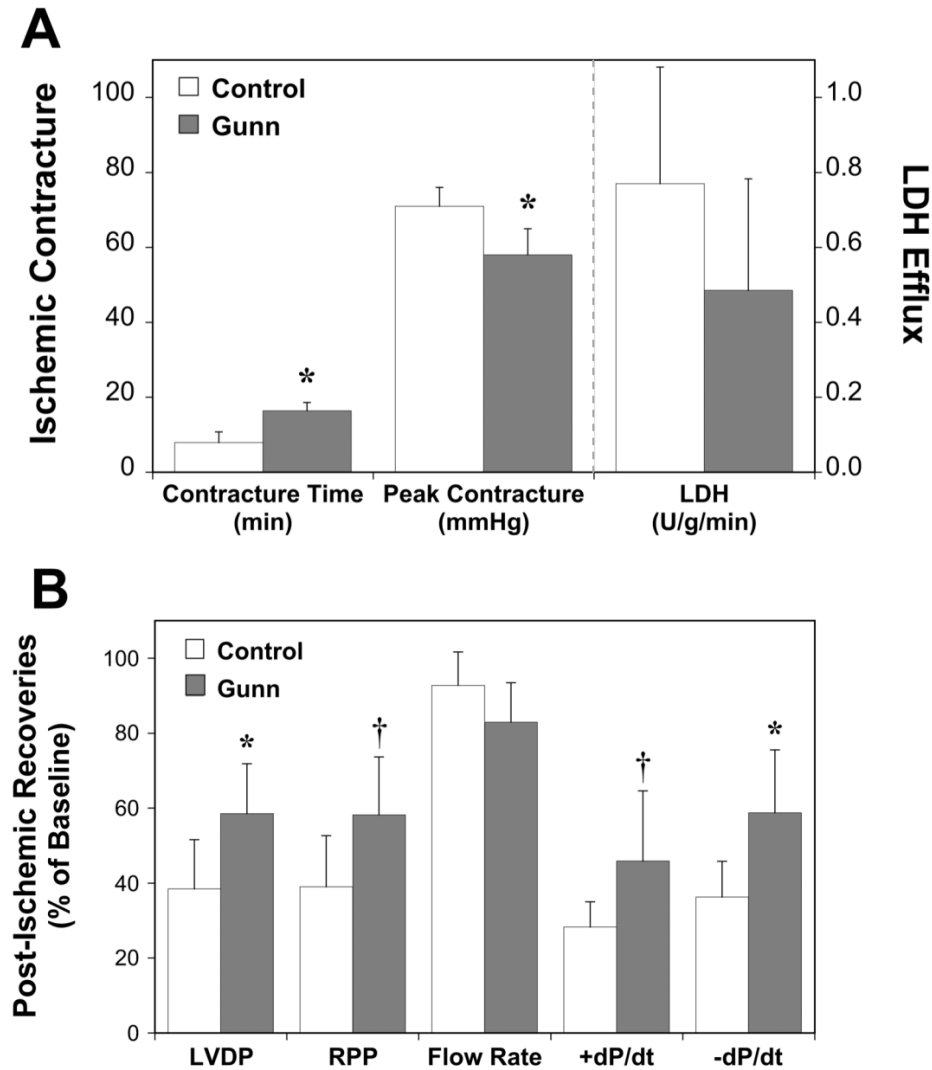 A
Ischemic Contracture
LDH Efflux
Control
Gunn
100
80
60
40
20
0
1.0
0.8
0.6
0.4
0.2
0.0
*
*
Contracture Time
(min)
Peak Contracture
(mmHg)
LDH
(U/g/min)
B
Post-Ischemic Recoveries
(% of Baseline)
Control
Gunn
100
80
60
40
20
0
*
†
†
*
LVDP
RPP
Flow Rate
+dP/dt
-dP/dt